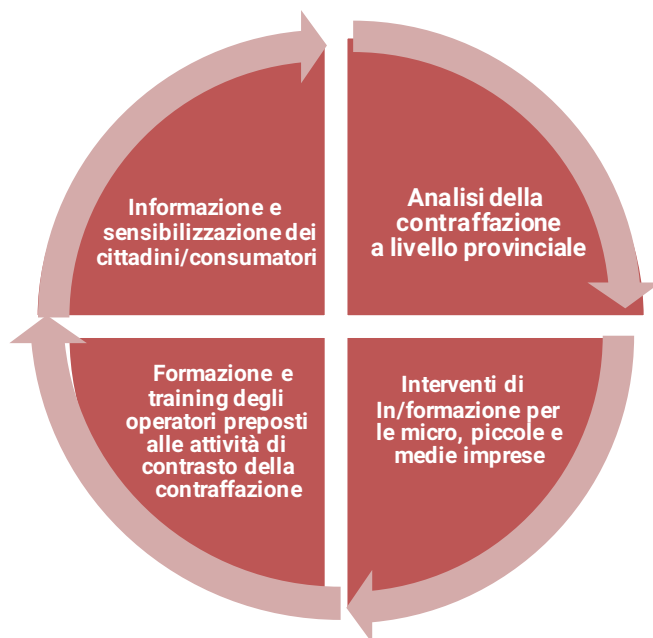 Informazione e
sensibilizzazione dei
cittadini/consumatori
Analisi della
contraffazione
a livello provinciale
Formazione e
training degli
operatori preposti
alle attività di
contrasto della
contraffazione
Interventi di
In/formazione per
le micro, piccole e
medie imprese